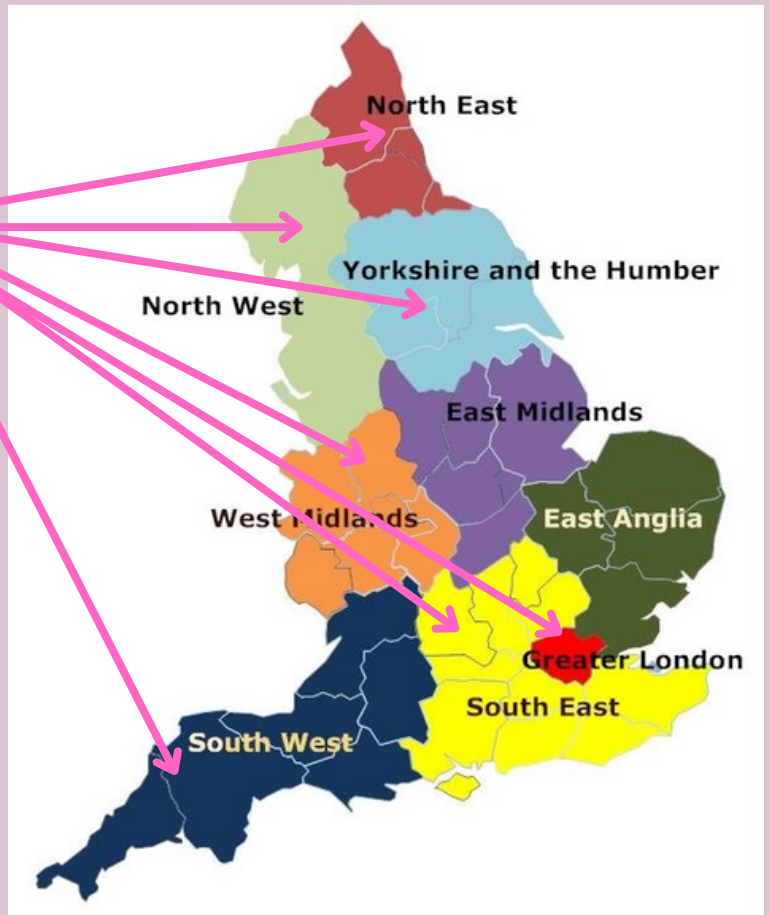 North East
Yorkshire and the Humber
North West
East Midlands
West Midlands
East Anglia
Greater London
South East
South West